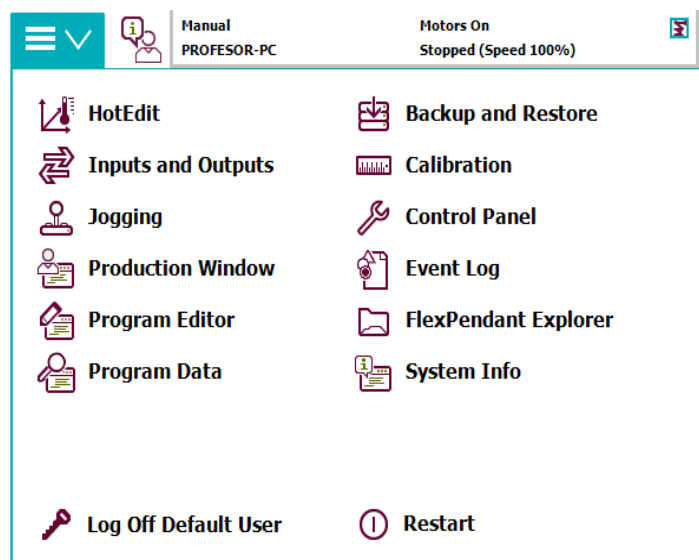 Manual
PROFESOR-PC
Motors On
Stopped (Speed 100%)
HotEdit
Inputs and Outputs
Jogging
Production Window
Program Editor
Program Data
Backup and Restore
Calibration
Control Panel
Event Log
FlexPendant Explorer
System Info
Log Off Default User
Restart